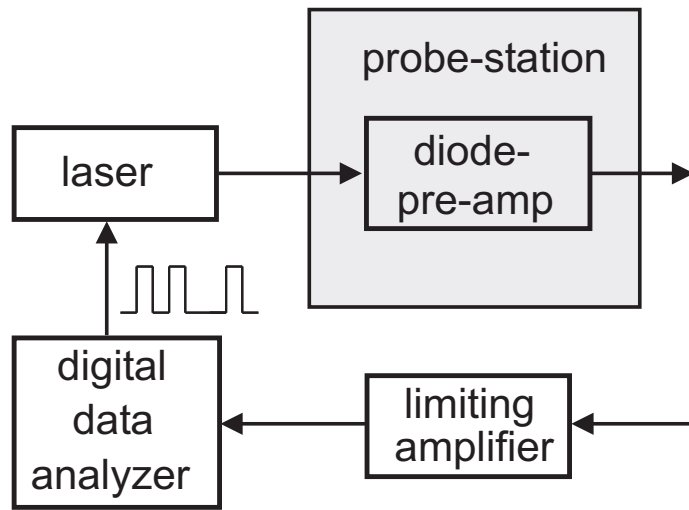 probe-station
laser
diode-
pre-amp
digital
data
analyzer
limiting
amplifier